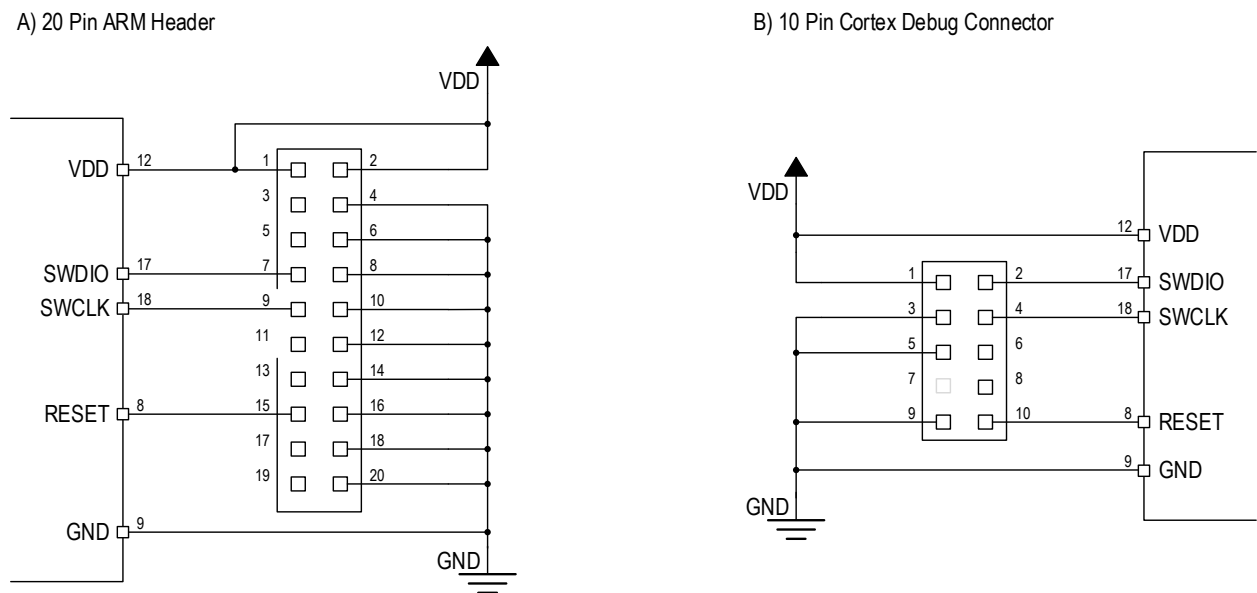 A) 20 Pin ARM Header
B) 10 Pin Cortex Debug Connector
VDD
VDD 12 1 2
3 4
5 6
SWDIO 17 7 8
SWCLK 18 9 10
11 12
13 14
RESET 8 15 16
17 18
19 20
GND 9
GND
VDD
12 VDD
1 2 17 SWDIO
3 4 18 SWCLK
5 6
7 8
9 10 8 RESET
9 GND
GND